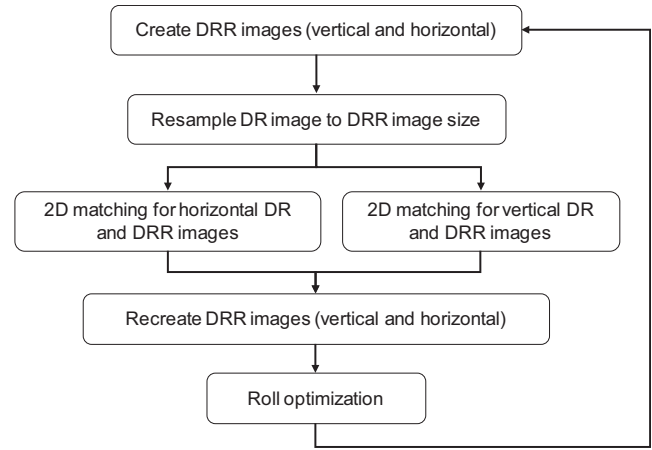 Create DRR images (vertical and horizontal)
Resample DR image to DRR image size
2D matching for horizontal DR
and DRR images
2D matching for vertical DR
and DRR images
Recreate DRR images (vertical and horizontal)
Roll optimization